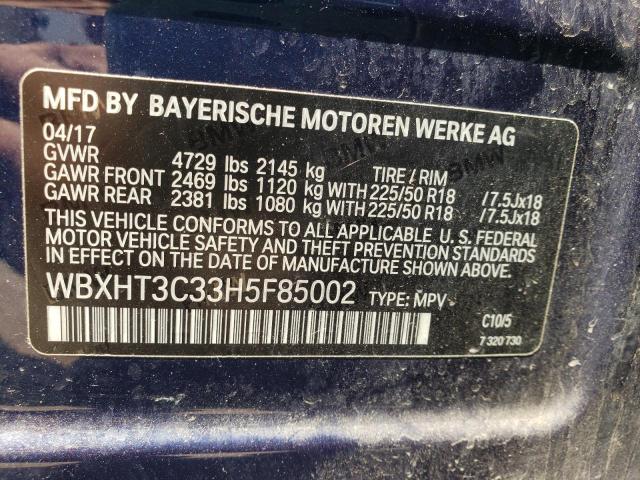 MFD BY BAYERISCHE MOTOREN WERKE AG
04/17
GVWR 4729 lbs 2145 kg TIRE / RIM
GAWR FRONT 2469 lbs 1120 kg WITH 225/50 R18 /7.5Jx18
GAWR REAR 2381 lbs 1080 kg WITH 225/50 R18 /7.5Jx18
THIS VEHICLE CONFORMS TO ALL APPLICABLE U. S. FEDERAL
MOTOR VEHICLE SAFETY AND THEFT PREVENTION STANDARDS
IN EFFECT ON THE DATE OF MANUFACTURE SHOWN ABOVE.
WBXHT3C33H5F85002 TYPE: MPV
C10/5
7 320 730